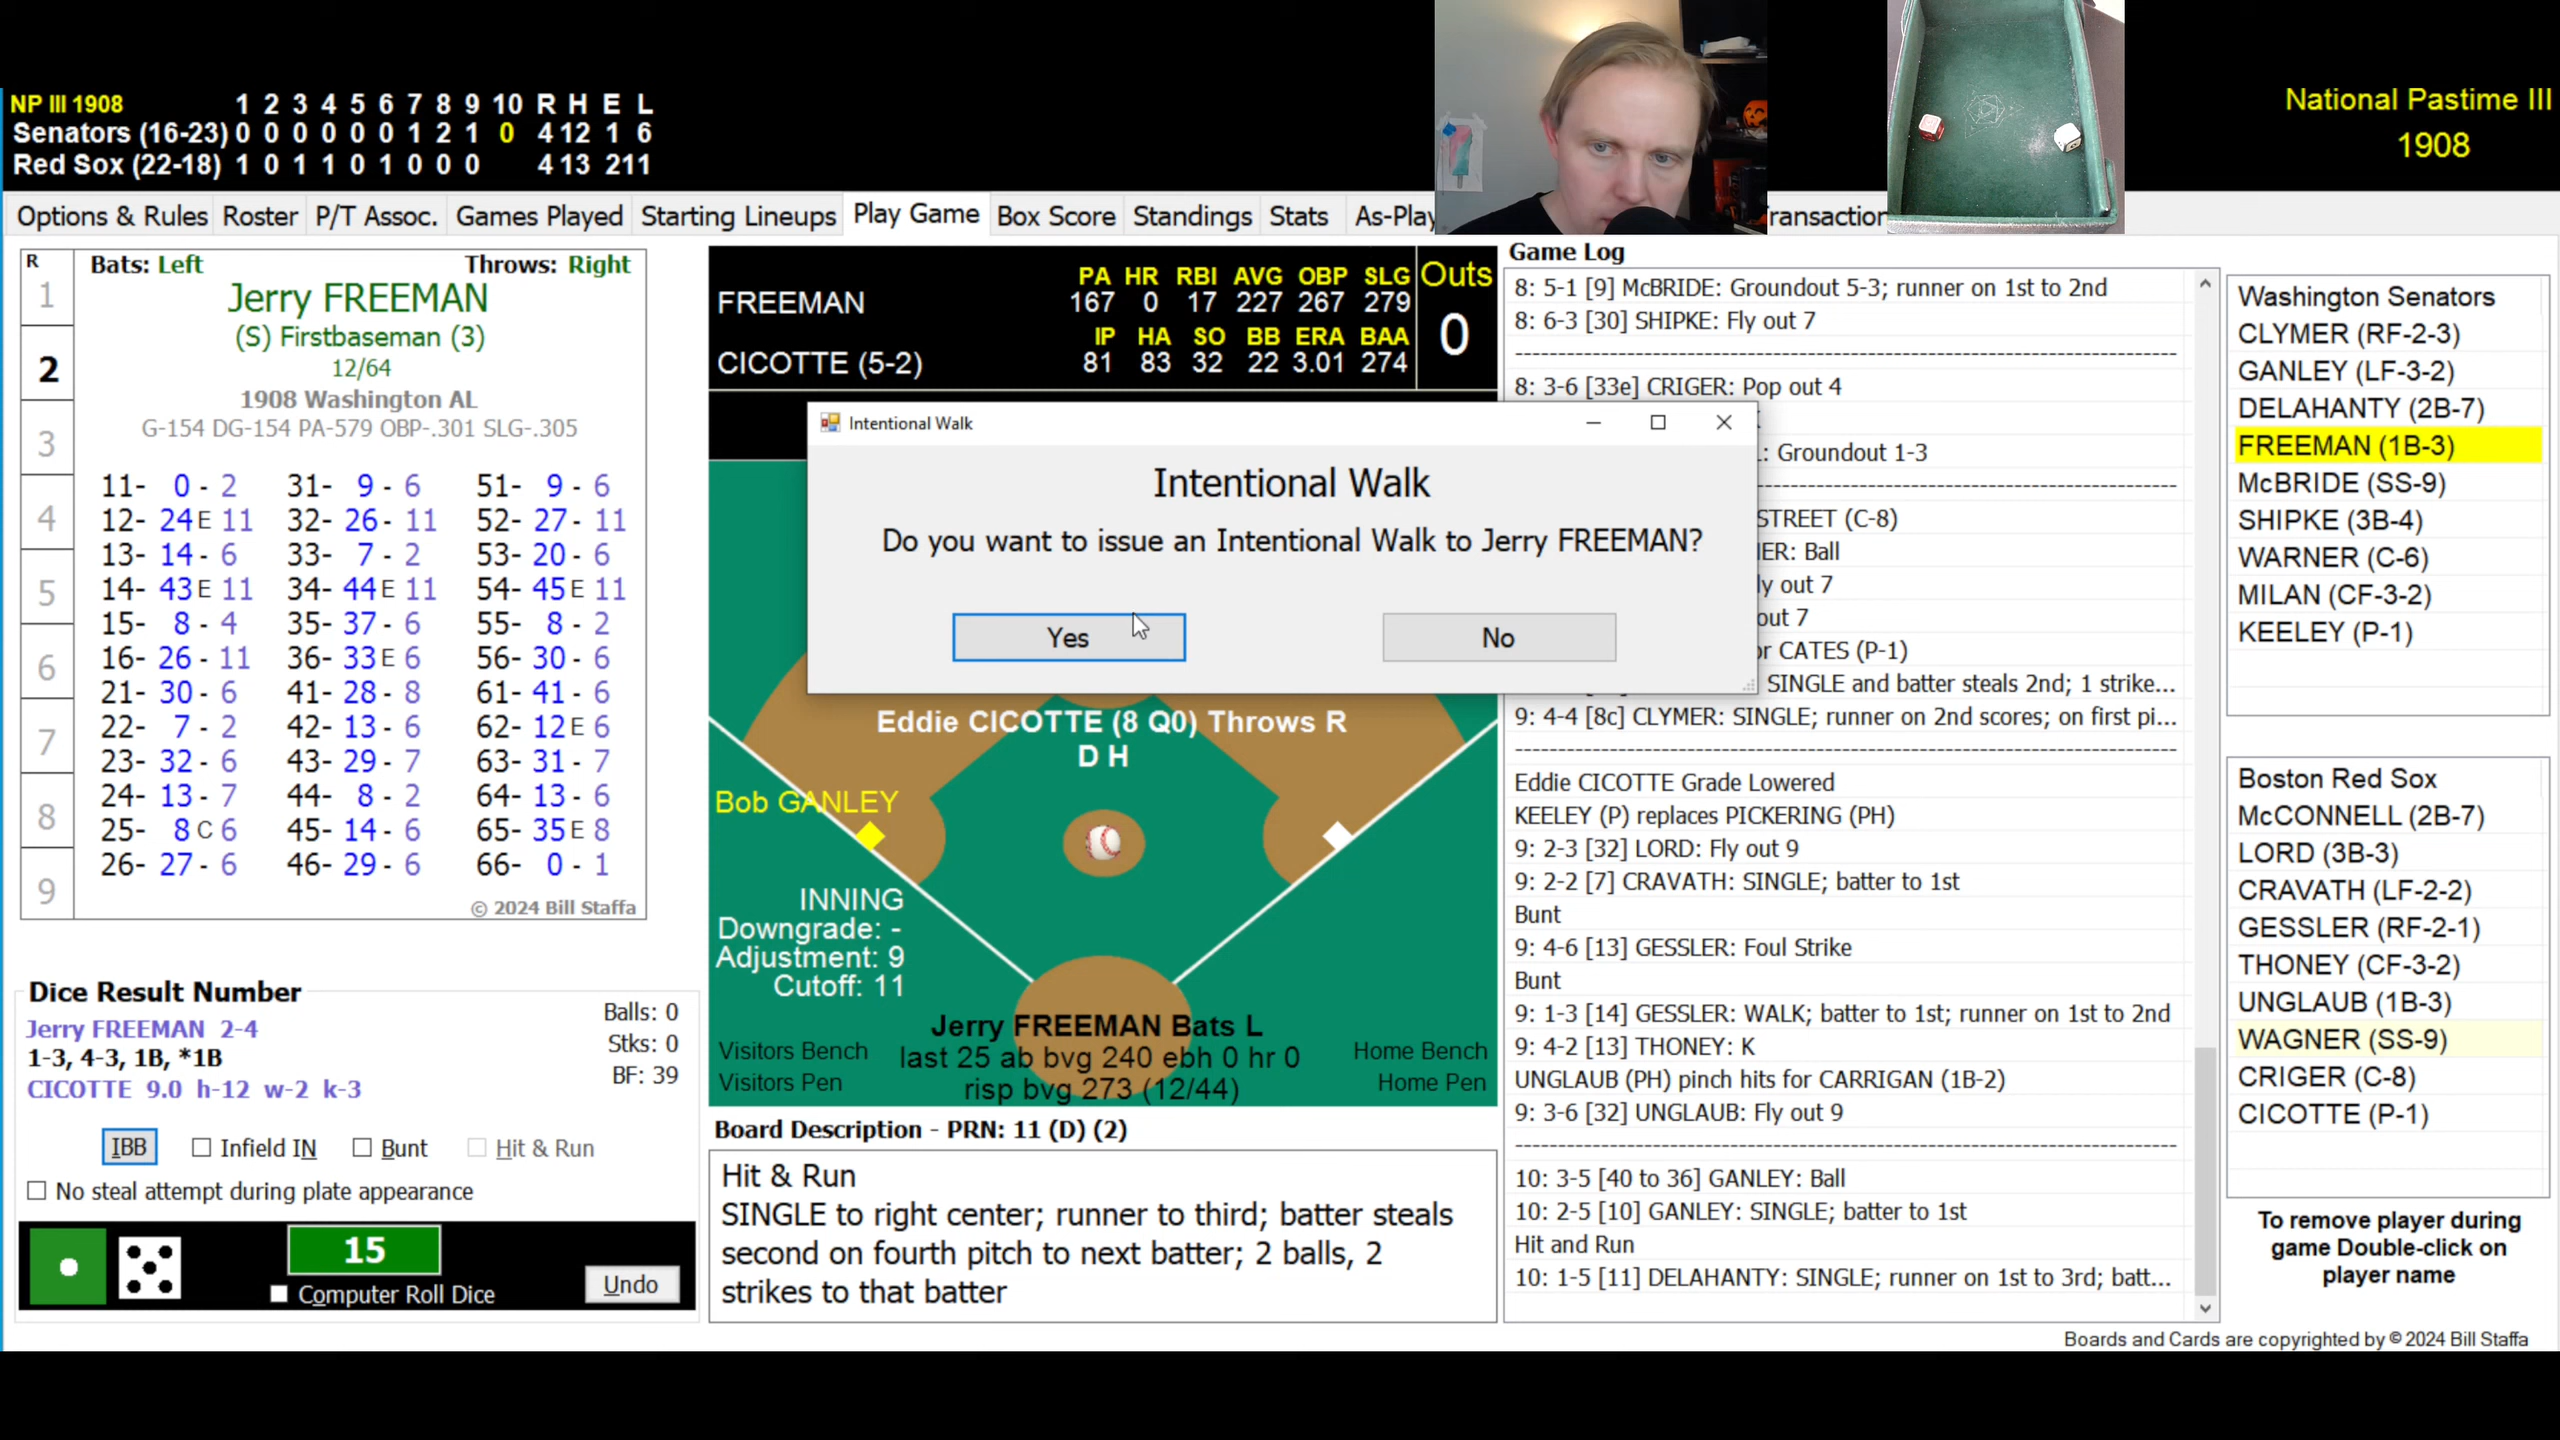 NP III 1908 1 2 3 4 5 6 7 8 9 10 R H E L
Senators (16-23) 0 0 0 0 0 0 1 2 1 0 4 12 1 6
Red Sox (22-18) 1 0 1 1 0 1 0 0 0 4 13 2 11
National Pastime III
1908
Options & Rules Roster P/T Assoc. Games Played Starting Lineups Play Game Box Score Standings Stats As-Play ransaction
R
1
2
3
4
5
6
7
8
9
Bats: Left Throws: Right
Jerry FREEMAN
(S) Firstbaseman (3)
12/64
1908 Washington AL
G-154 DG-154 PA-579 OBP-.301 SLG-.305
11- 0 - 2 31- 9 - 6 51- 9 - 6
12- 24 E 11 32- 26 - 11 52- 27 - 11
13- 14 - 6 33- 7 - 2 53- 20 - 6
14- 43 E 11 34- 44 E 11 54- 45 E 11
15- 8 - 4 35- 37 - 6 55- 8 - 2
16- 26 - 11 36- 33 E 6 56- 30 - 6
21- 30 - 6 41- 28 - 8 61- 41 - 6
22- 7 - 2 42- 13 - 6 62- 12 E 6
23- 32 - 6 43- 29 - 7 63- 31 - 7
24- 13 - 7 44- 8 - 2 64- 13 - 6
25- 8 C 6 45- 14 - 6 65- 35 E 8
26- 27 - 6 46- 29 - 6 66- 0 - 1
© 2024 Bill Staffa
Dice Result Number
Jerry FREEMAN 2-4
1-3, 4-3, 1B, *1B
CICOTTE 9.0 h-12 w-2 k-3
Balls: 0
Stks: 0
BF: 39
IBB Infield IN Bunt Hit & Run
No steal attempt during plate appearance
15
Computer Roll Dice
Undo
PA HR RBI AVG OBP SLG Outs
FREEMAN 167 0 17 227 267 279 0
IP HA SO BB ERA BAA
CICOTTE (5-2) 81 83 32 22 3.01 274
Intentional Walk
Intentional Walk
Do you want to issue an Intentional Walk to Jerry FREEMAN?
Yes No
Eddie CICOTTE (8 Q0) Throws R
D H
Bob GANLEY
INNING
Downgrade: -
Adjustment: 9
Cutoff: 11
Jerry FREEMAN Bats L
Visitors Bench last 25 ab bvg 240 ebh 0 hr 0 Home Bench
Visitors Pen risp bvg 273 (12/44) Home Pen
Board Description - PRN: 11 (D) (2)
Hit & Run
SINGLE to right center; runner to third; batter steals
second on fourth pitch to next batter; 2 balls, 2
strikes to that batter
Game Log
8: 5-1 [9] McBRIDE: Groundout 5-3; runner on 1st to 2nd
8: 6-3 [30] SHIPKE: Fly out 7
8: 3-6 [33e] CRIGER: Pop out 4
: Groundout 1-3
STREET (C-8)
ER: Ball
ly out 7
out 7
or CATES (P-1)
SINGLE and batter steals 2nd; 1 strike...
9: 4-4 [8c] CLYMER: SINGLE; runner on 2nd scores; on first pi...
Eddie CICOTTE Grade Lowered
KEELEY (P) replaces PICKERING (PH)
9: 2-3 [32] LORD: Fly out 9
9: 2-2 [7] CRAVATH: SINGLE; batter to 1st
Bunt
9: 4-6 [13] GESSLER: Foul Strike
Bunt
9: 1-3 [14] GESSLER: WALK; batter to 1st; runner on 1st to 2nd
9: 4-2 [13] THONEY: K
UNGLAUB (PH) pinch hits for CARRIGAN (1B-2)
9: 3-6 [32] UNGLAUB: Fly out 9
10: 3-5 [40 to 36] GANLEY: Ball
10: 2-5 [10] GANLEY: SINGLE; batter to 1st
Hit and Run
10: 1-5 [11] DELAHANTY: SINGLE; runner on 1st to 3rd; batt...
Washington Senators
CLYMER (RF-2-3)
GANLEY (LF-3-2)
DELAHANTY (2B-7)
FREEMAN (1B-3)
McBRIDE (SS-9)
SHIPKE (3B-4)
WARNER (C-6)
MILAN (CF-3-2)
KEELEY (P-1)
Boston Red Sox
McCONNELL (2B-7)
LORD (3B-3)
CRAVATH (LF-2-2)
GESSLER (RF-2-1)
THONEY (CF-3-2)
UNGLAUB (1B-3)
WAGNER (SS-9)
CRIGER (C-8)
CICOTTE (P-1)
To remove player during
game Double-click on
player name
Boards and Cards are copyrighted by © 2024 Bill Staffa